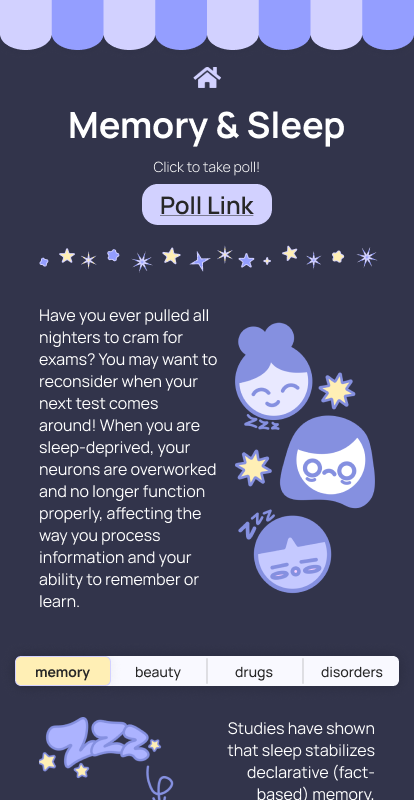 Memory & Sleep
Click to take poll!
Poll Link
Have you ever pulled all
nighters to cram for
exams? You may want to
reconsider when your
next test comes
around! When you are
sleep-deprived, your
neurons are overworked
and no longer function
properly, affecting the
way you process
information and your
ability to remember or
learn.
zzz
zzz
memory beauty drugs disorders
zzz
Studies have shown
that sleep stabilizes
declarative (fact-
based) memory,